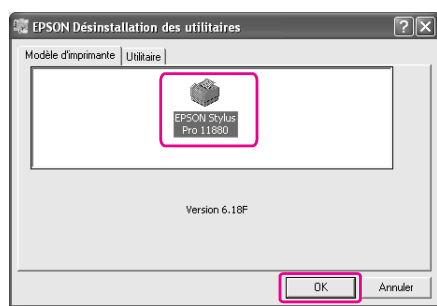 EPSON Désinstallation des utilitaires
Modèle d'imprimante Utilitaire
EPSON Stylus
Pro 11880
Version 6.18F
OK Annuler